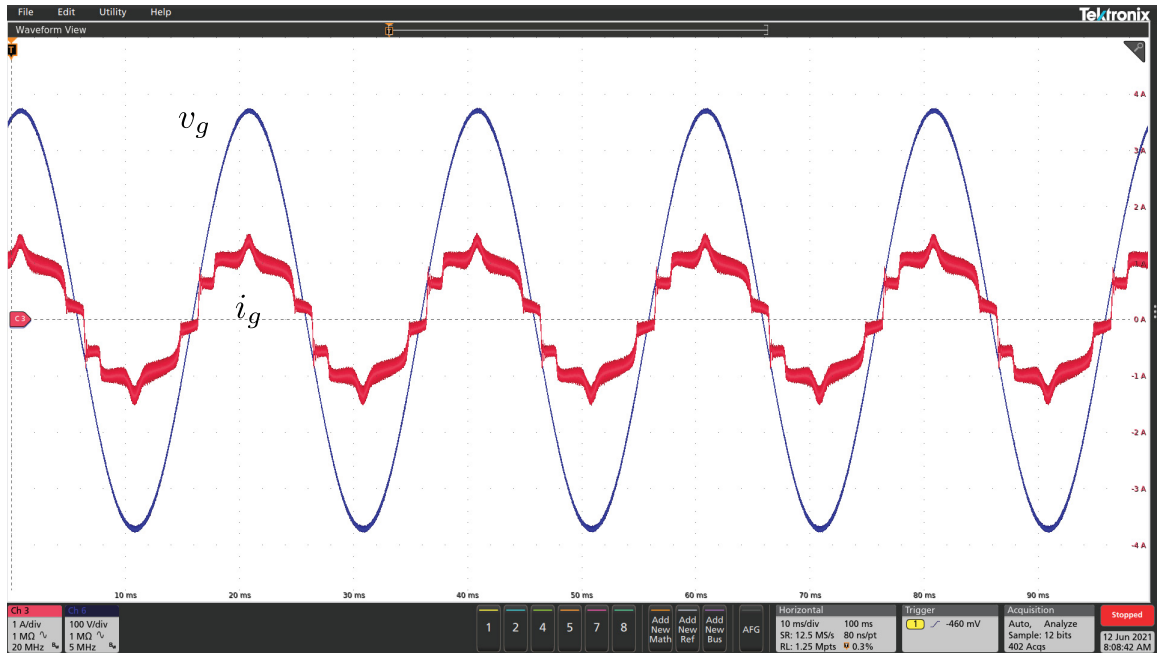 File Edit Utility Help
Tektronix
Waveform View
T
T
4 A
v_g
3 A
2 A
1 A
i_g
C 3
0 A
-1 A
-2 A
-3 A
-4 A
10 ms 20 ms 30 ms 40 ms 50 ms 60 ms 70 ms 80 ms 90 ms
Ch 3
1 A/div
1 MΩ
20 MHz Bw
Ch 6
100 V/div
1 MΩ
5 MHz Bw
1 2 4 5 7 8
Add New Math
Add New Ref
Add New Bus
AFG
Horizontal
10 ms/div 100 ms
SR: 12.5 MS/s 80 ns/pt
RL: 1.25 Mpts 0.3%
Trigger
1 -460 mV
Acquisition
Auto, Analyze
Sample: 12 bits
402 Acqs
Stopped
12 Jun 2021
8:08:42 AM